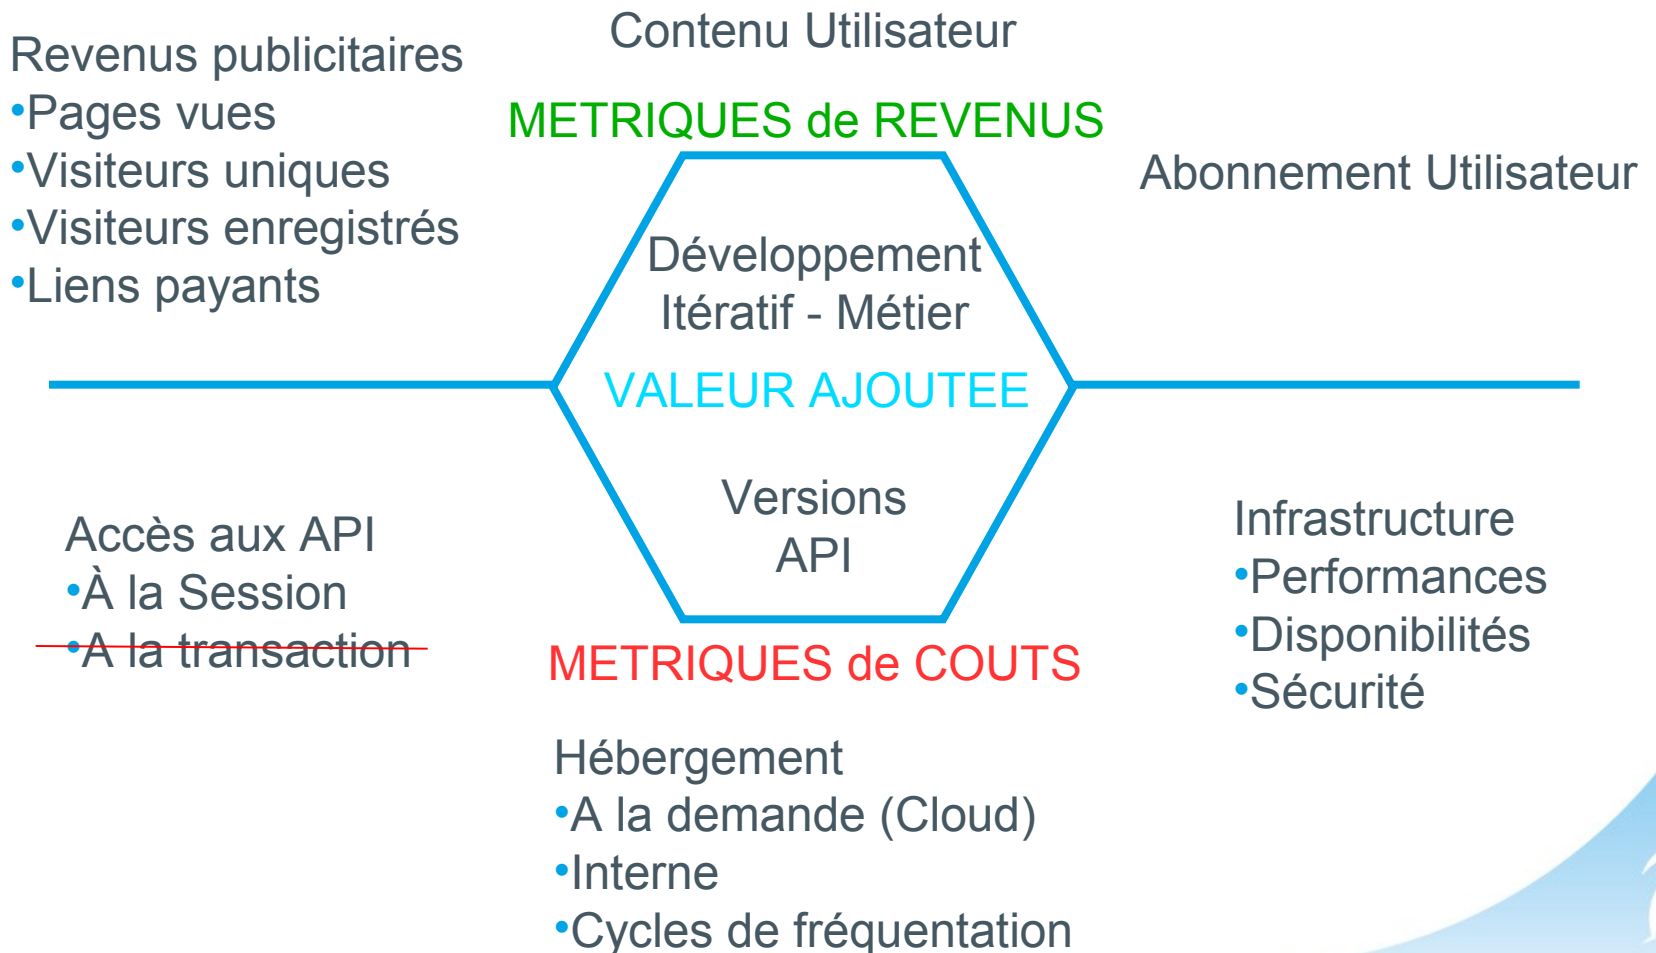 Revenus publicitaires
•Pages vues
•Visiteurs uniques
•Visiteurs enregistrés
•Liens payants
Contenu Utilisateur
METRIQUES de REVENUS
Abonnement Utilisateur
Développement
Itératif - Métier
VALEUR AJOUTEE
Versions
API
Accès aux API
•À la Session
•A la transaction
METRIQUES de COUTS
Infrastructure
•Performances
•Disponibilités
•Sécurité
Hébergement
•A la demande (Cloud)
•Interne
•Cycles de fréquentation